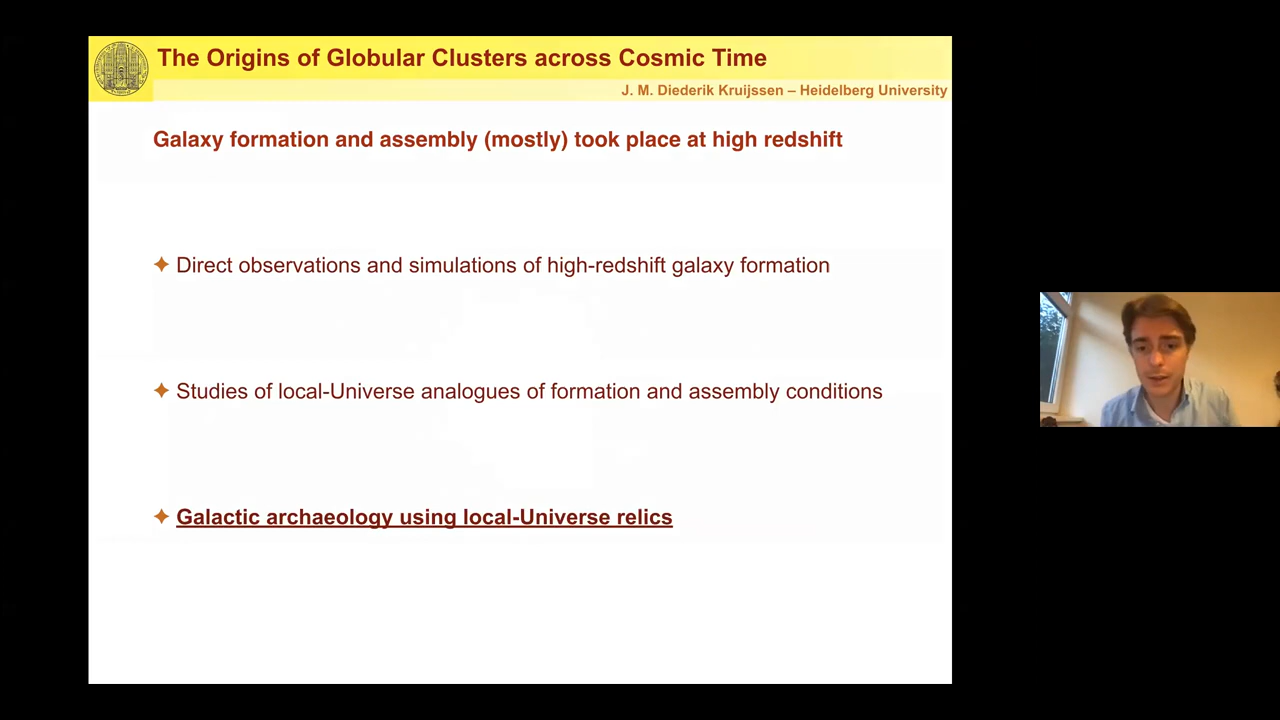 The Origins of Globular Clusters across Cosmic Time
J. M. Diederik Kruijssen – Heidelberg University
Galaxy formation and assembly (mostly) took place at high redshift
✦ Direct observations and simulations of high-redshift galaxy formation
✦ Studies of local-Universe analogues of formation and assembly conditions
✦ Galactic archaeology using local-Universe relics